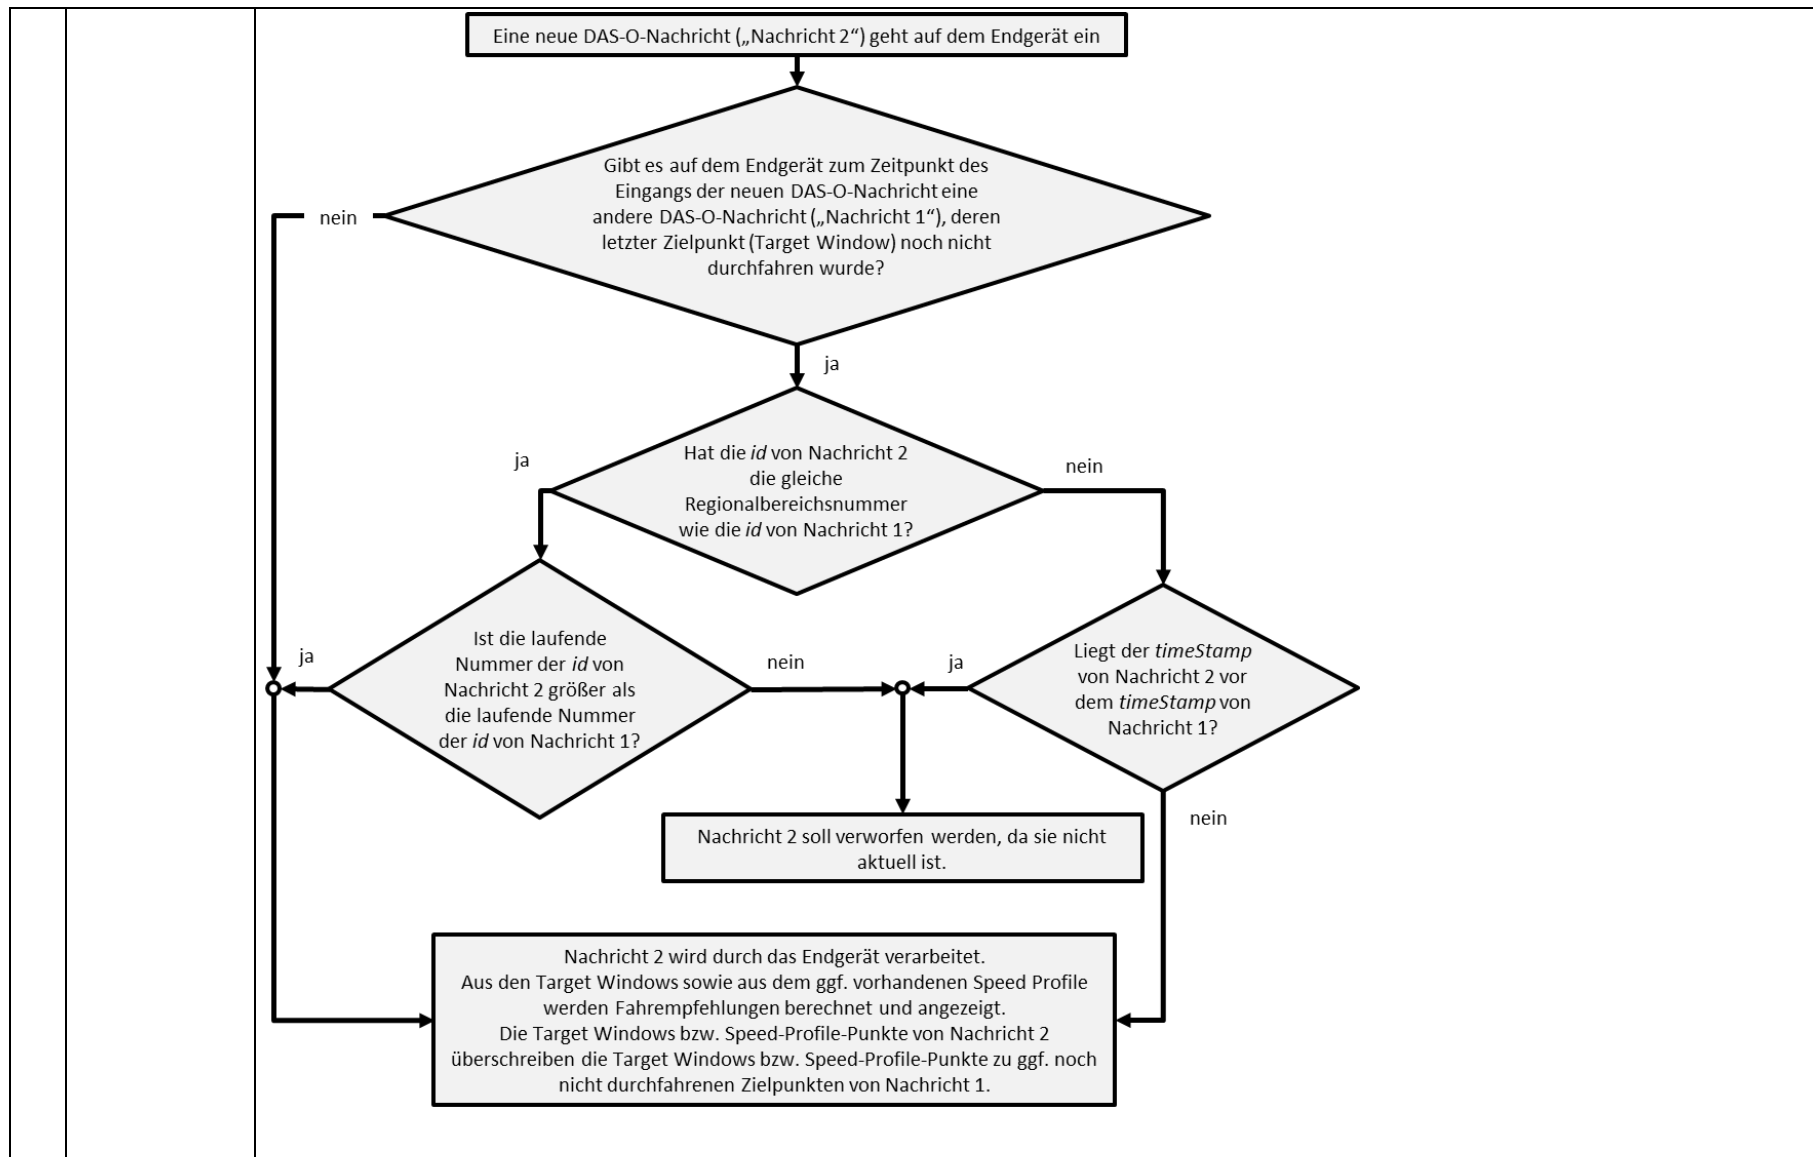 Eine neue DAS-O-Nachricht („Nachricht 2“) geht auf dem Endgerät ein
Gibt es auf dem Endgerät zum Zeitpunkt des
Eingangs der neuen DAS-O-Nachricht eine
andere DAS-O-Nachricht („Nachricht 1“), deren
letzter Zielpunkt (Target Window) noch nicht
durchfahren wurde?
nein
ja
Hat die id von Nachricht 2
die gleiche
Regionalbereichsnummer
wie die id von Nachricht 1?
ja
nein
Ist die laufende
Nummer der id von
Nachricht 2 größer als
die laufende Nummer
der id von Nachricht 1?
ja
nein
Liegt der timeStamp
von Nachricht 2 vor
dem timeStamp von
Nachricht 1?
ja
nein
Nachricht 2 soll verworfen werden, da sie nicht
aktuell ist.
Nachricht 2 wird durch das Endgerät verarbeitet.
Aus den Target Windows sowie aus dem ggf. vorhandenen Speed Profile
werden Fahrempfehlungen berechnet und angezeigt.
Die Target Windows bzw. Speed-Profile-Punkte von Nachricht 2
überschreiben die Target Windows bzw. Speed-Profile-Punkte zu ggf. noch
nicht durchfahrenen Zielpunkten von Nachricht 1.